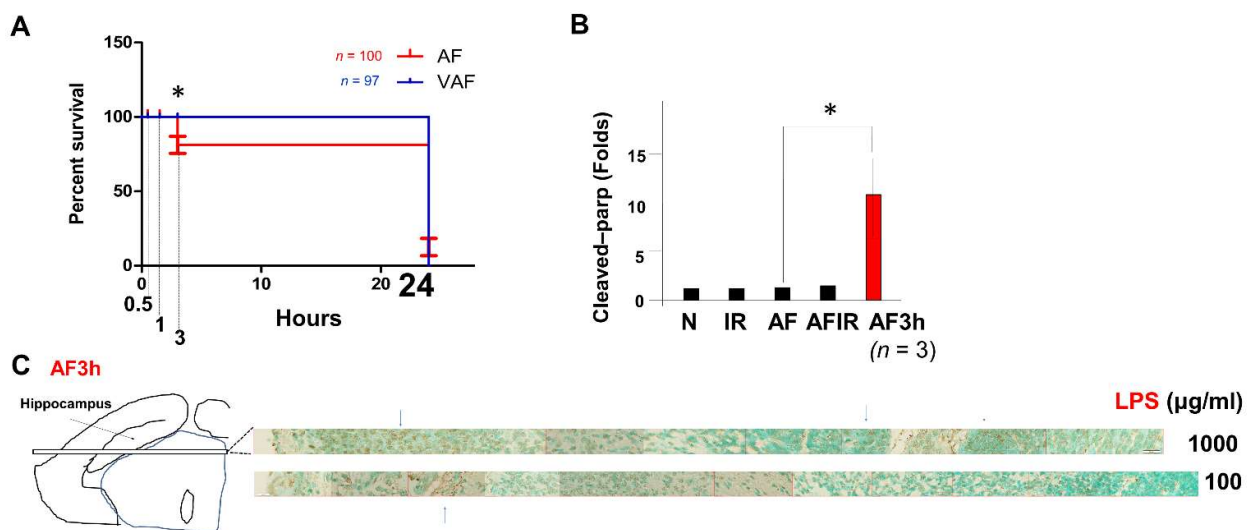 A
150
100
50
0
Percent survival
*
n = 100 AF
n = 97 VAF
0 10 20 24
0.5
1
3
Hours
B
*
15
10
5
0
Cleaved–parp (Folds)
N IR AF AFIR AF3h
(n = 3)
C AF3h
Hippocampus
LPS (µg/ml)
1000
100